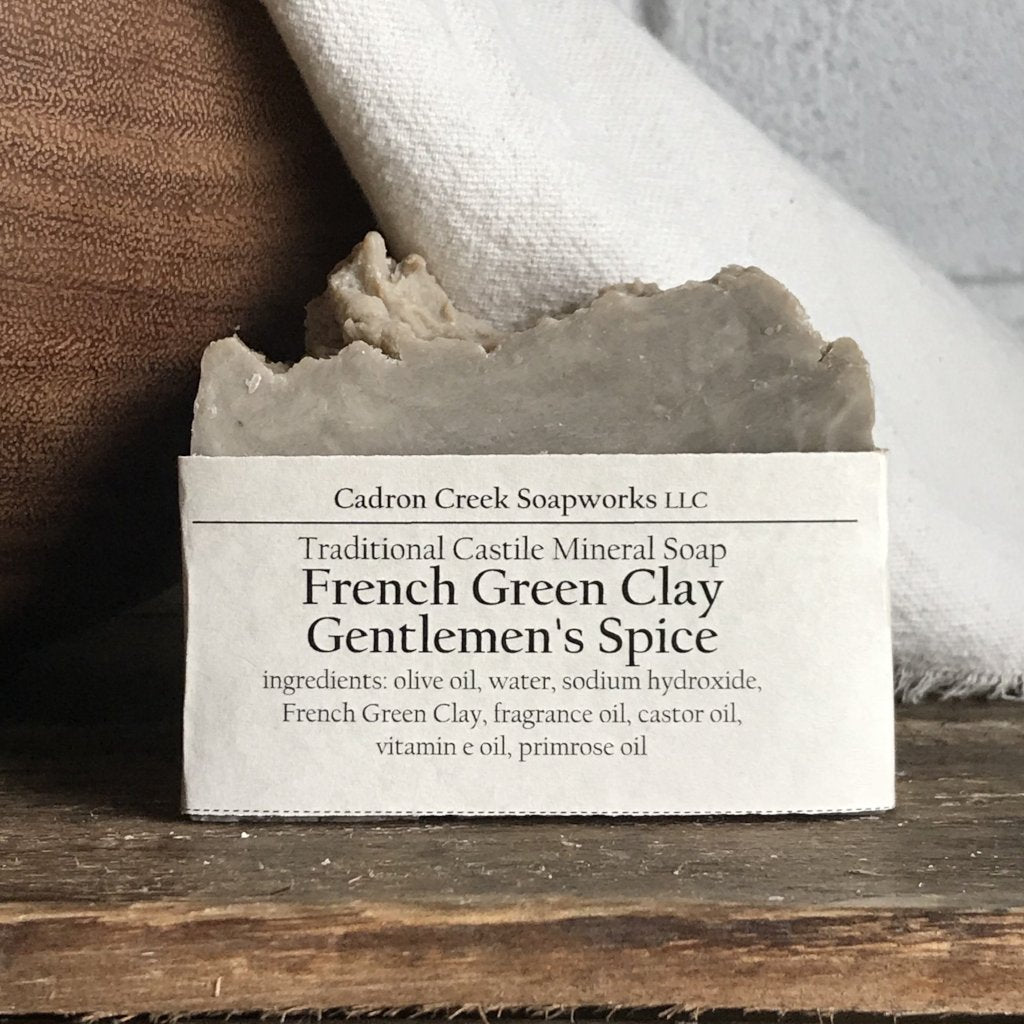 Cadron Creek Soapworks LLC
Traditional Castile Mineral Soap
French Green Clay
Gentlemen's Spice
ingredients: olive oil, water, sodium hydroxide,
French Green Clay, fragrance oil, castor oil,
vitamin e oil, primrose oil